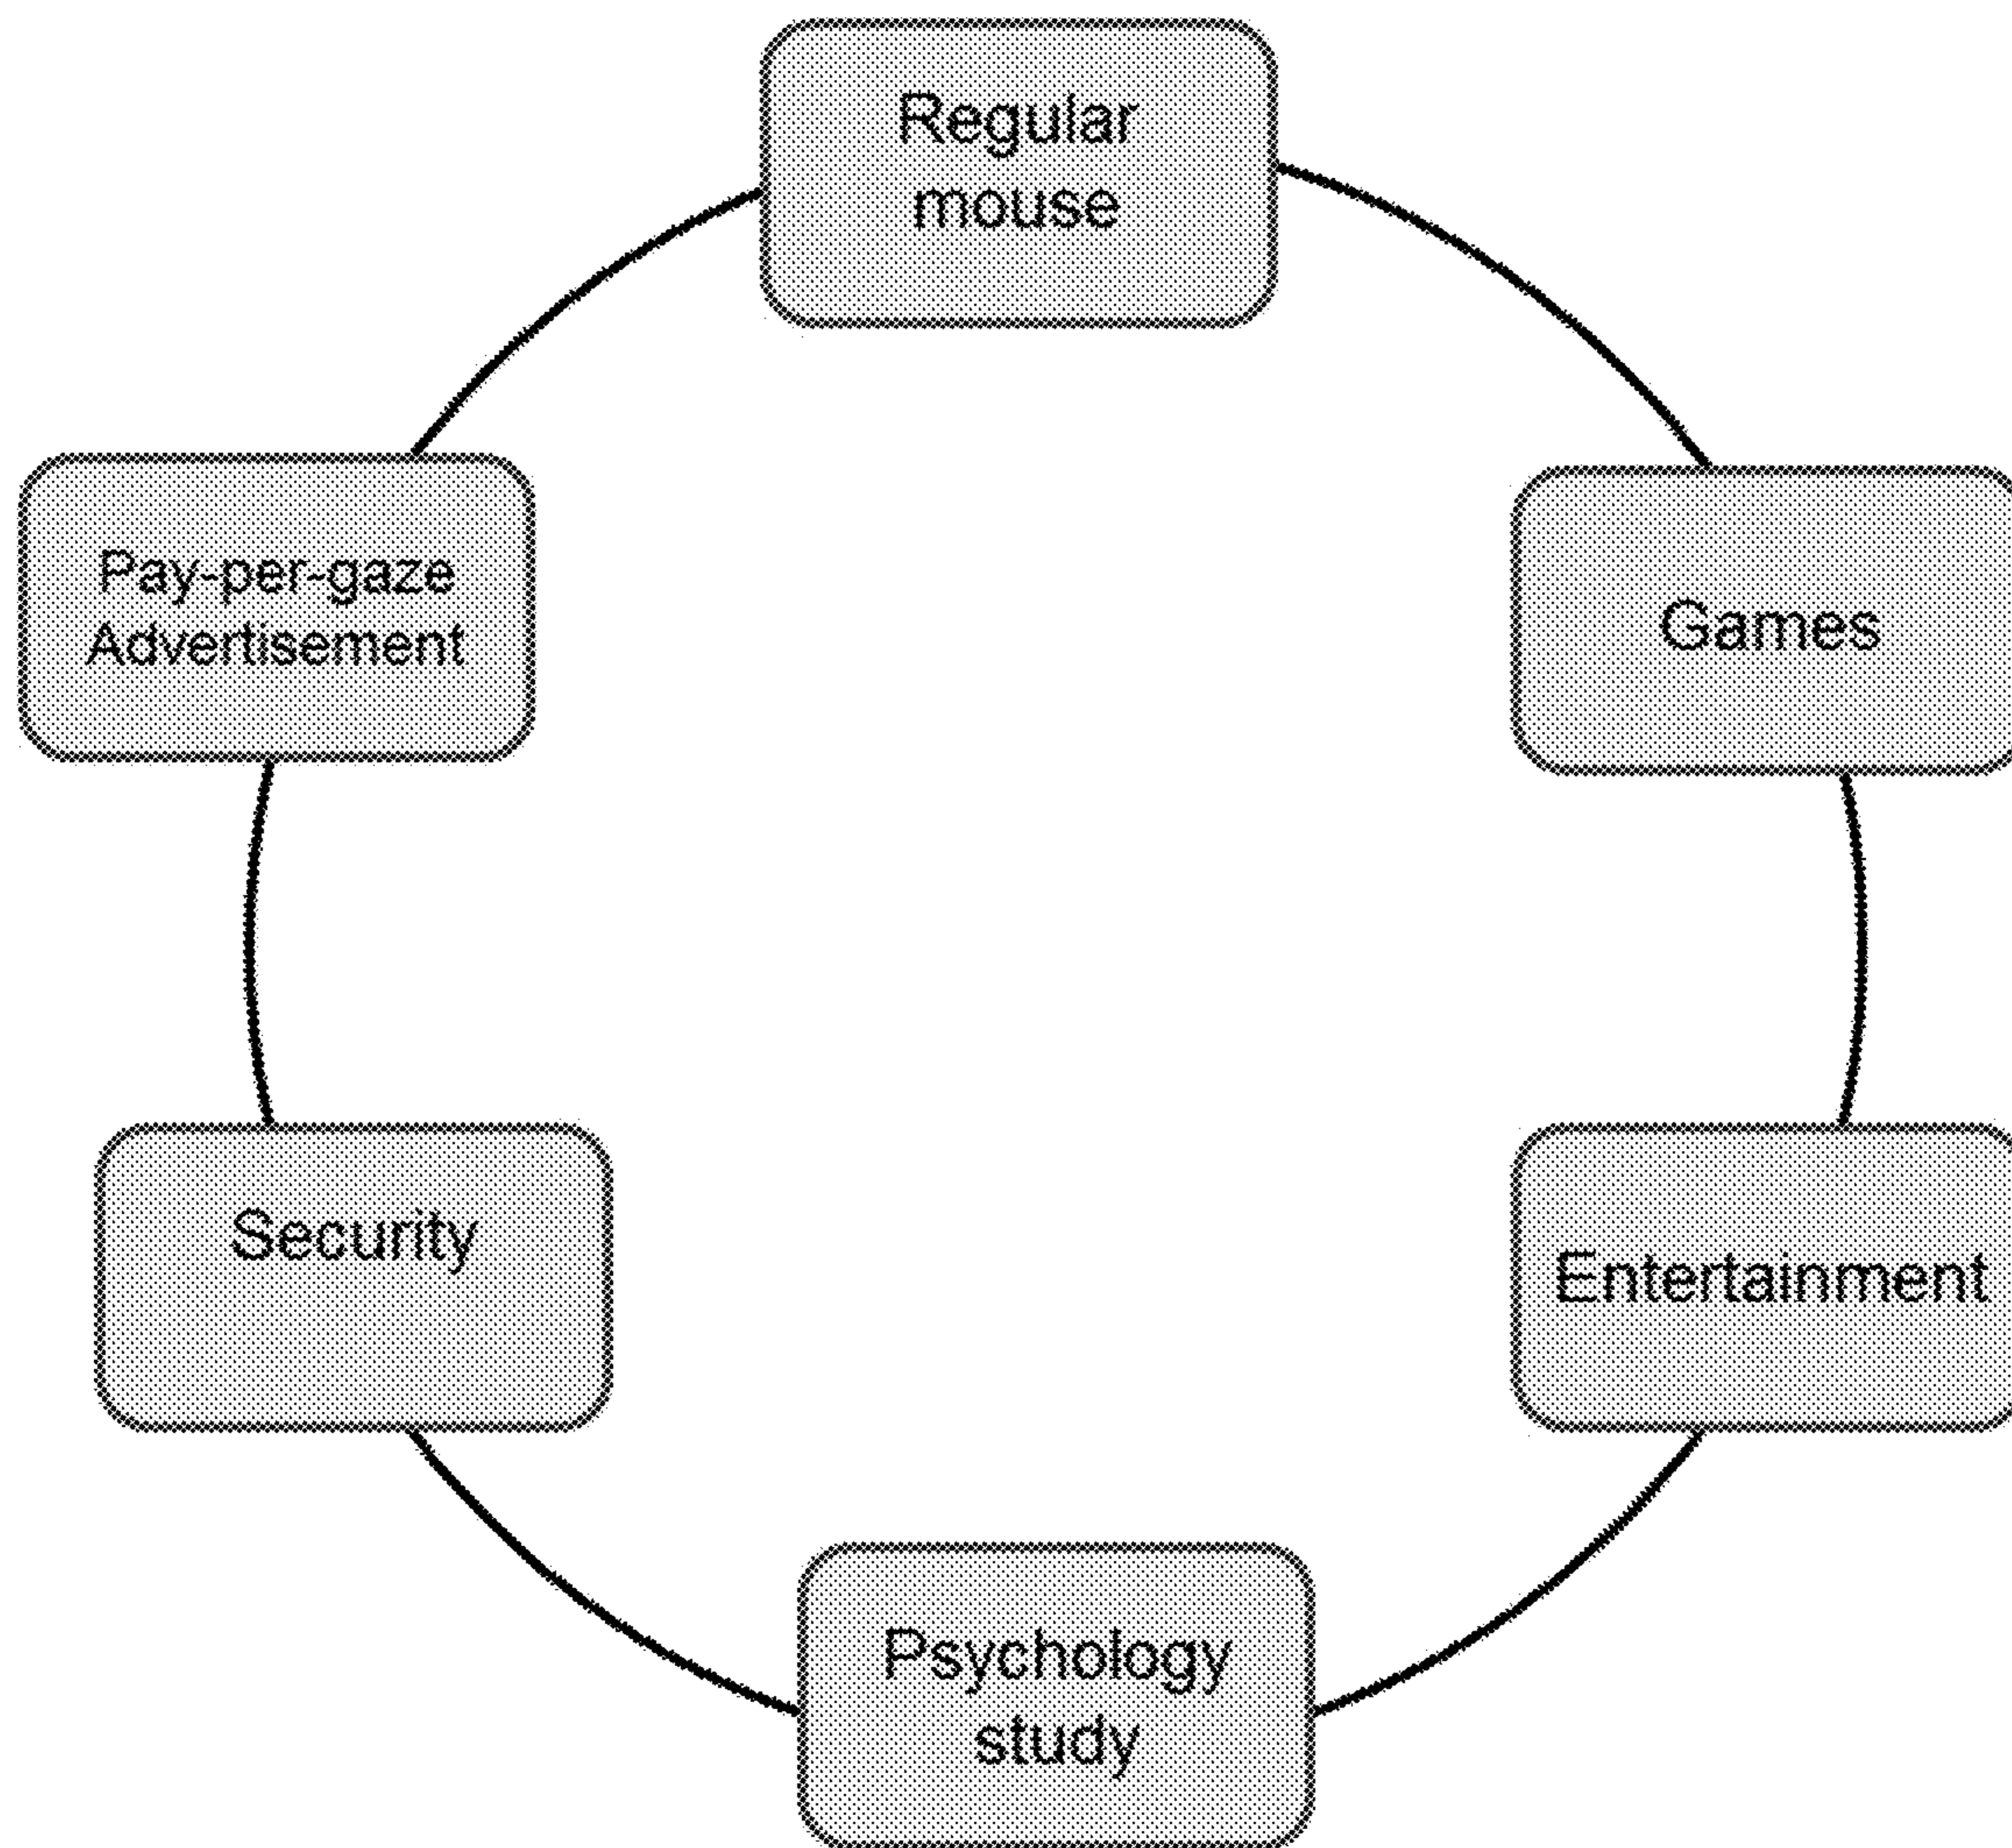 Regular
mouse
Pay-per-gaze
Advertisement
Games
Security
Entertainment
Psychology
study